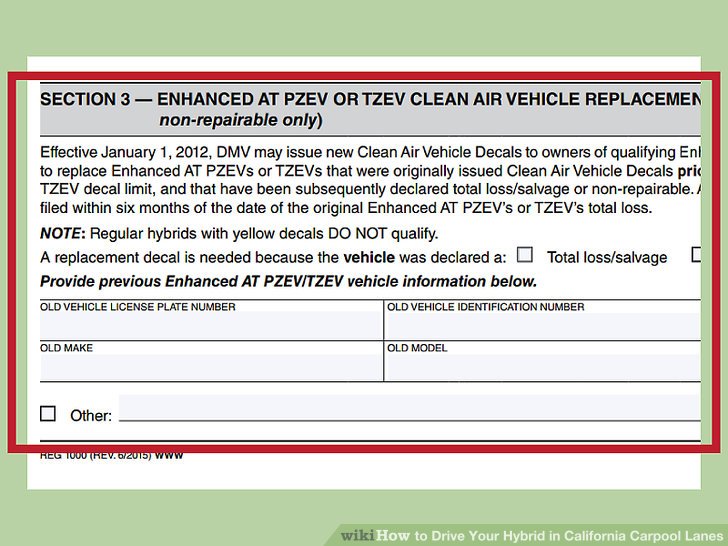 SECTION 3 — ENHANCED AT PZEV OR TZEV CLEAN AIR VEHICLE REPLACEMEN
non-repairable only)
Effective January 1, 2012, DMV may issue new Clean Air Vehicle Decals to owners of qualifying Enh
to replace Enhanced AT PZEVs or TZEVs that were originally issued Clean Air Vehicle Decals prio
TZEV decal limit, and that have been subsequently declared total loss/salvage or non-repairable. A
filed within six months of the date of the original Enhanced AT PZEV's or TZEV's total loss.
NOTE: Regular hybrids with yellow decals DO NOT qualify.
A replacement decal is needed because the vehicle was declared a: Total loss/salvage
Provide previous Enhanced AT PZEV/TZEV vehicle information below.
OLD VEHICLE LICENSE PLATE NUMBER OLD VEHICLE IDENTIFICATION NUMBER
OLD MAKE OLD MODEL
Other:
REG 1000 (REV. 6/2015) WWW
wikiHow to Drive Your Hybrid in California Carpool Lanes